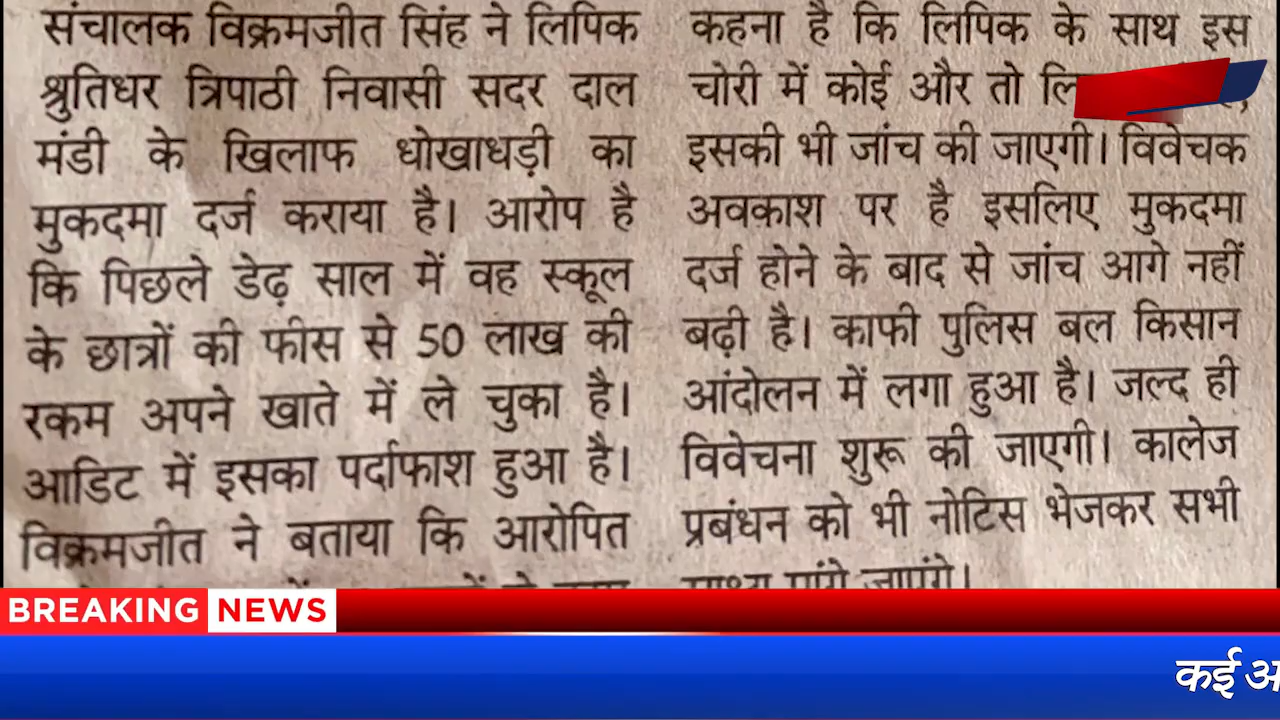 संचालक विक्रमजीत सिंह ने लिपिक
श्रुतिधर त्रिपाठी निवासी सदर दाल
मंडी के खिलाफ धोखाधड़ी का
मुकदमा दर्ज कराया है। आरोप है
कि पिछले डेढ़ साल में वह स्कूल
के छात्रों की फीस से 50 लाख की
रकम अपने खाते में ले चुका है।
आडिट में इसका पर्दाफाश हुआ है।
विक्रमजीत ने बताया कि आरोपित
कहना है कि लिपिक के साथ इस
चोरी में कोई और तो
इसकी भी जांच की जाएगी। विवेचक
अवकाश पर है इसलिए मुकदमा
दर्ज होने के बाद से जांच आगे नहीं
बढ़ी है। काफी पुलिस बल किसान
आंदोलन में लगा हुआ है। जल्द ही
विवेचना शुरू की जाएगी। कालेज
प्रबंधन को भी नोटिस भेजकर सभी
BREAKING NEWS
कई